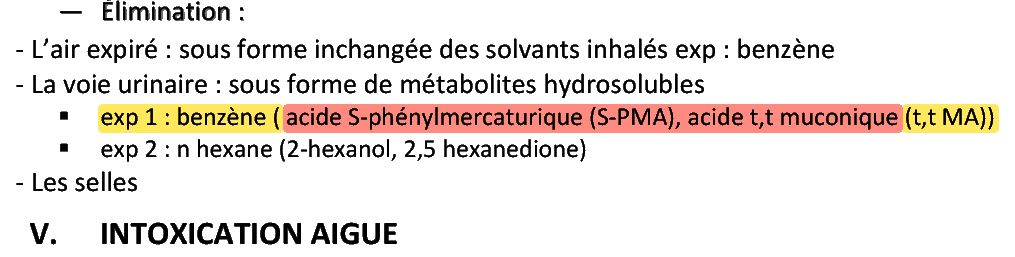 — Élimination :
- L’air expiré : sous forme inchangée des solvants inhalés exp : benzène
- La voie urinaire : sous forme de métabolites hydrosolubles
▪ exp 1 : benzène ( acide S-phénylmercaturique (S-PMA), acide t,t muconique (t,t MA))
▪ exp 2 : n hexane (2-hexanol, 2,5 hexanedione)
- Les selles
V. INTOXICATION AIGUE